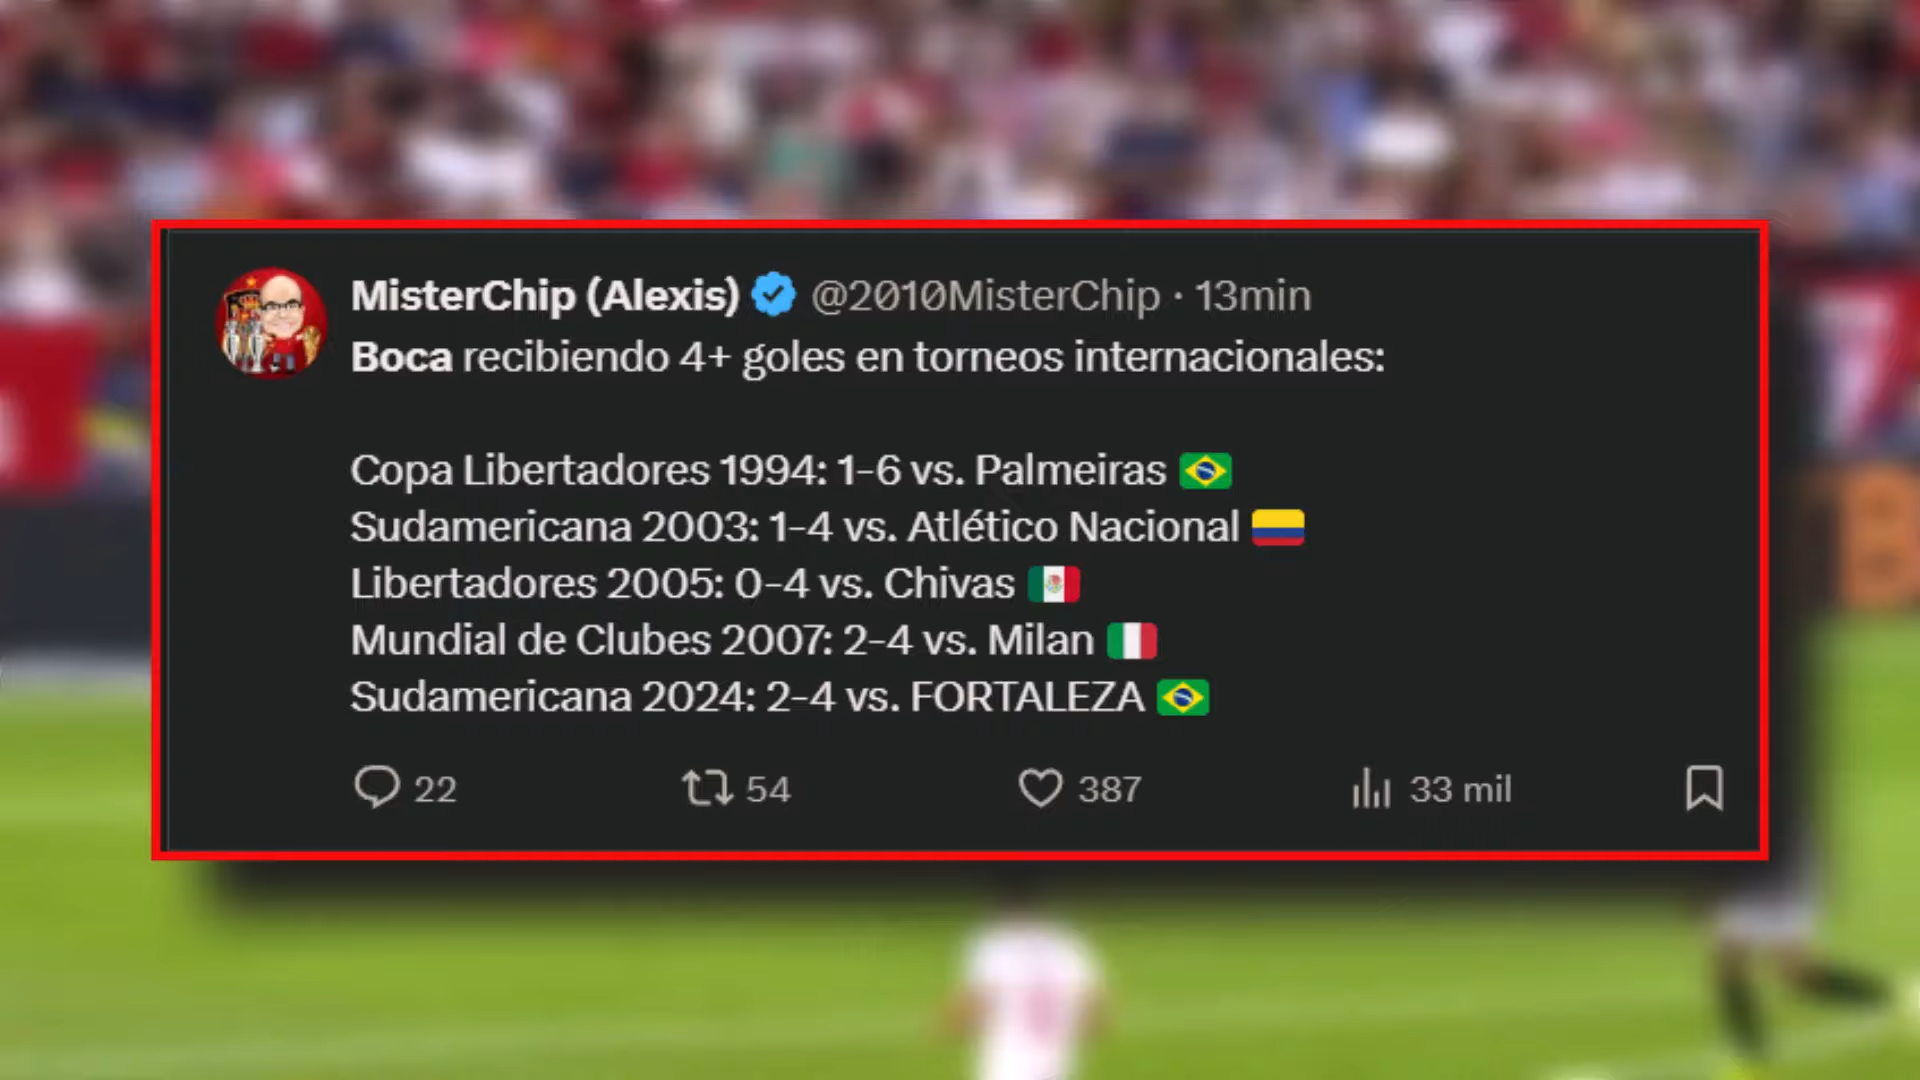 MisterChip (Alexis) @2010MisterChip · 13min
Boca recibiendo 4+ goles en torneos internacionales:
Copa Libertadores 1994: 1-6 vs. Palmeiras 🇧🇷
Sudamericana 2003: 1-4 vs. Atlético Nacional 🇨🇴
Libertadores 2005: 0-4 vs. Chivas 🇲🇽
Mundial de Clubes 2007: 2-4 vs. Milan 🇮🇹
Sudamericana 2024: 2-4 vs. FORTALEZA 🇧🇷
22 54 387 33 mil